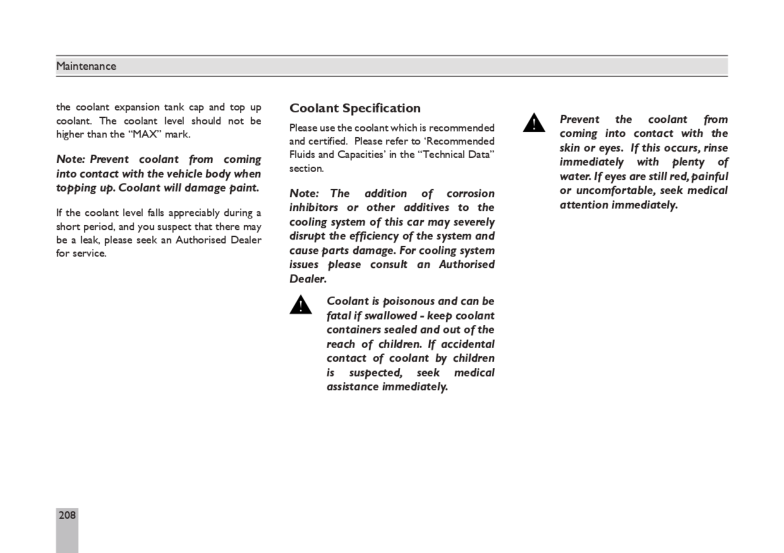 Maintenance
the coolant expansion tank cap and top up
coolant. The coolant level should not be
higher than the “MAX” mark.
Note: Prevent coolant from coming
into contact with the vehicle body when
topping up. Coolant will damage paint.
If the coolant level falls appreciably during a
short period, and you suspect that there may
be a leak, please seek an Authorised Dealer
for service.
Coolant Specification
Please use the coolant which is recommended
and certified. Please refer to ‘Recommended
Fluids and Capacities’ in the “Technical Data”
section.
Note: The addition of corrosion
inhibitors or other additives to the
cooling system of this car may severely
disrupt the efficiency of the system and
cause parts damage. For cooling system
issues please consult an Authorised
Dealer.
Coolant is poisonous and can be
fatal if swallowed - keep coolant
containers sealed and out of the
reach of children. If accidental
contact of coolant by children
is suspected, seek medical
assistance immediately.
Prevent the coolant from
coming into contact with the
skin or eyes. If this occurs, rinse
immediately with plenty of
water. If eyes are still red, painful
or uncomfortable, seek medical
attention immediately.
208